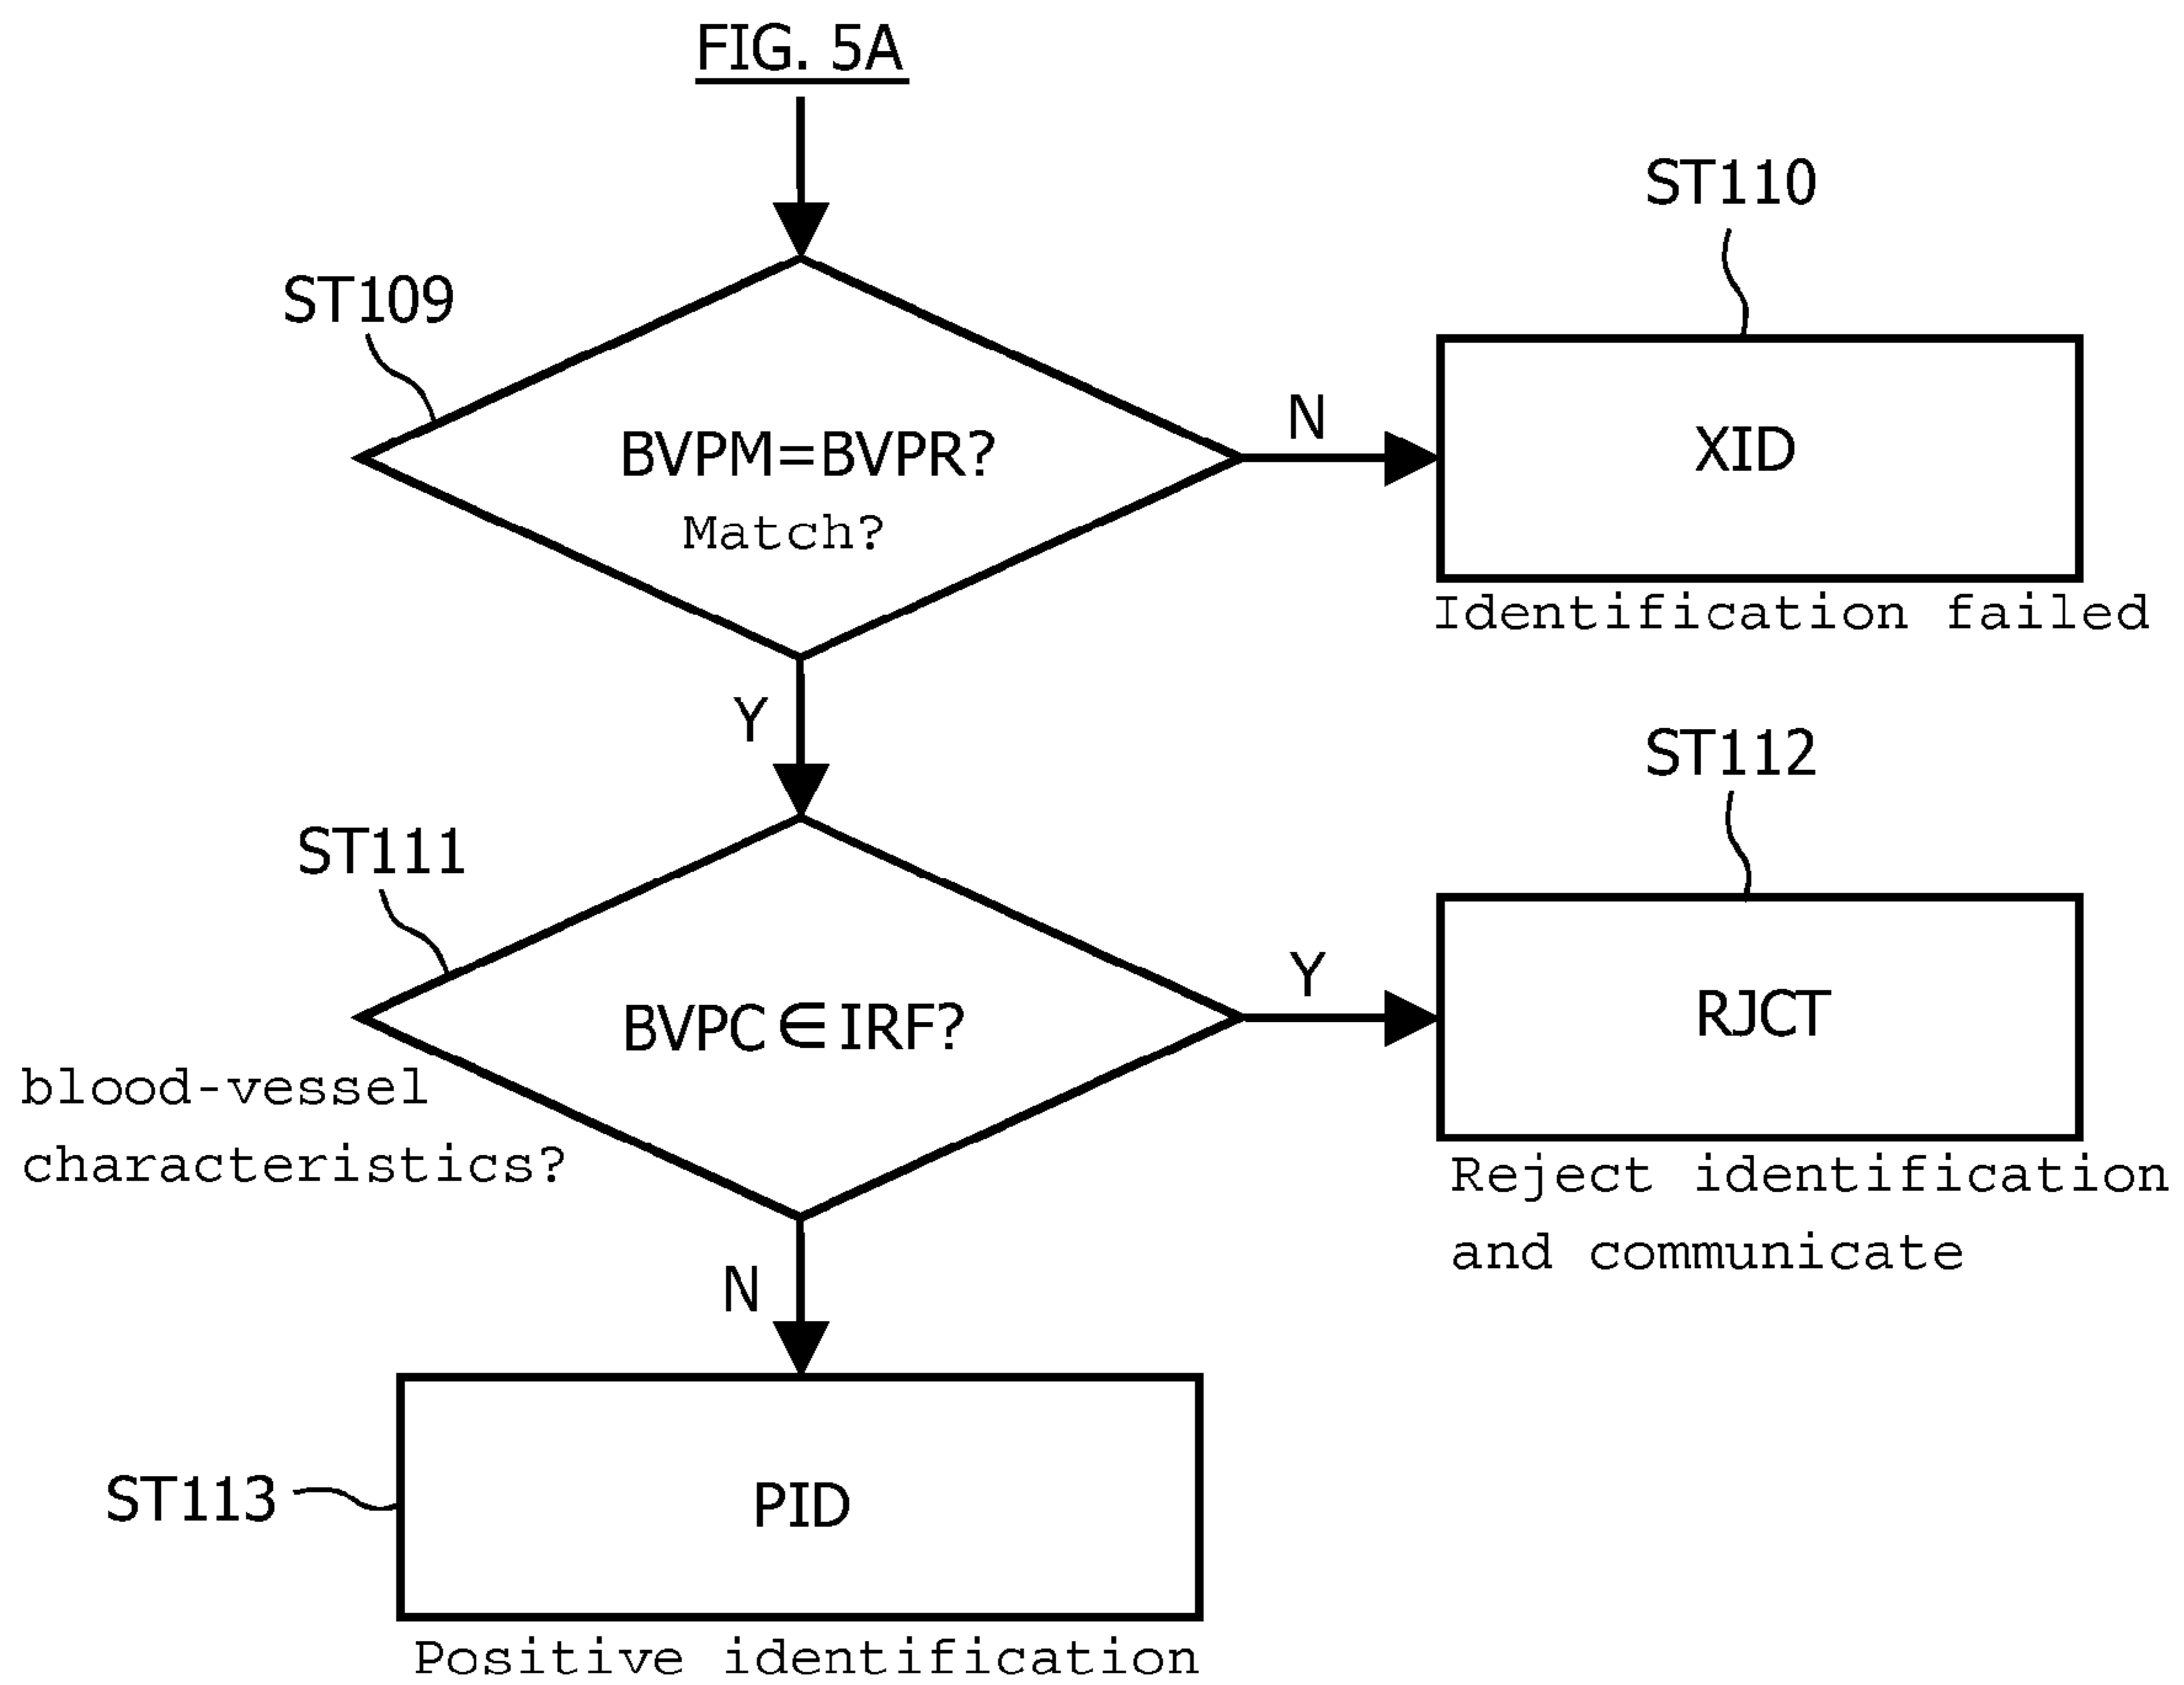 FIG. 5A
ST110
ST109
N
BVPM=BVPR?
XID
Match?
Identification failed
Y
ST112
ST111
Y
BVPC∈IRF?
RJCT
blood-vessel
characteristics?
Reject identification
and communicate
N
ST113
PID
Positive identification